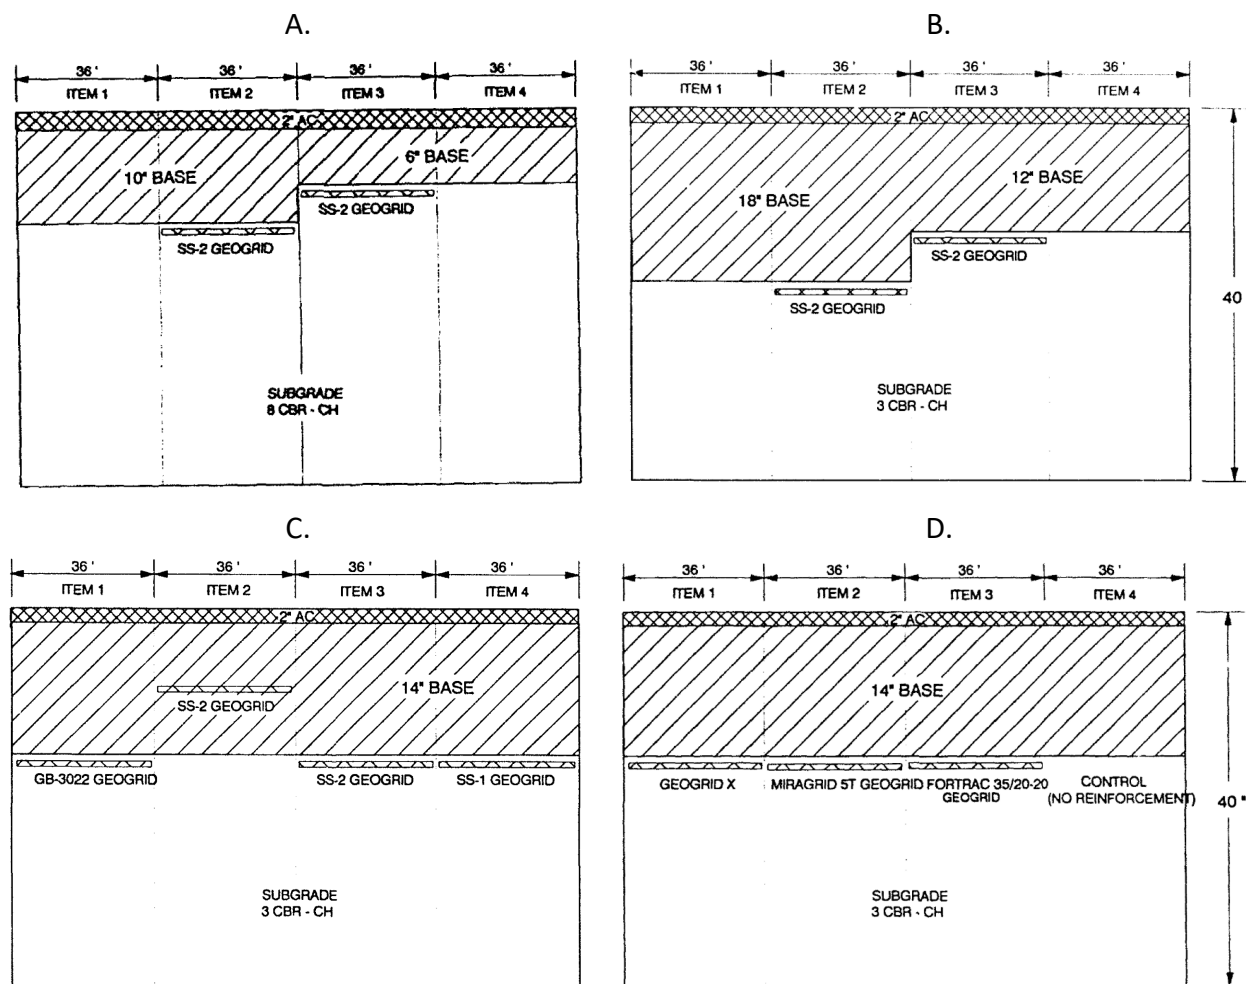 A.
36 ' 36 ' 36 ' 36 '
ITEM 1 ITEM 2 ITEM 3 ITEM 4
2" AC
6" BASE
10" BASE
SS-2 GEOGRID
SS-2 GEOGRID
SUBGRADE
8 CBR - CH
B.
36 ' 36 ' 36 ' 36 '
ITEM 1 ITEM 2 ITEM 3 ITEM 4
2" AC
12" BASE
18" BASE
SS-2 GEOGRID
40
SS-2 GEOGRID
SUBGRADE
3 CBR - CH
C.
36 ' 36 ' 36 ' 36 '
ITEM 1 ITEM 2 ITEM 3 ITEM 4
2" AC
14" BASE
SS-2 GEOGRID
GB-3022 GEOGRID SS-2 GEOGRID SS-1 GEOGRID
SUBGRADE
3 CBR - CH
D.
36 ' 36 ' 36 ' 36 '
ITEM 1 ITEM 2 ITEM 3 ITEM 4
2" AC
14" BASE
GEOGRID X MIRAGRID 5T GEOGRID FORTRAC 35/20-20 CONTROL
GEOGRID (NO REINFORCEMENT)
40 "
SUBGRADE
3 CBR - CH